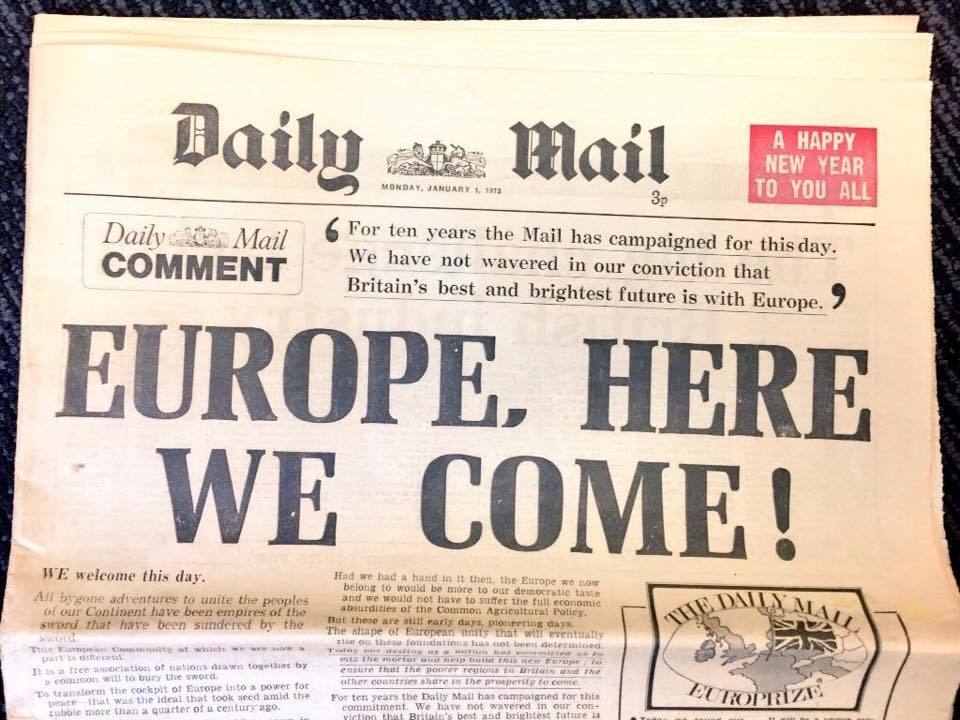 Daily Mail
MONDAY, JANUARY 1, 1973
3p
A HAPPY
NEW YEAR
TO YOU ALL
Daily Mail
COMMENT
‘ For ten years the Mail has campaigned for this day.
We have not wavered in our conviction that
Britain's best and brightest future is with Europe. ’
EUROPE, HERE
WE COME!
WE welcome this day.
All bygone adventures to unite the peoples
of our Continent have been empires of the
sword that have been sundered by the
sword.
This European Community of which we are now a
part is different.
It is a free association of nations drawn together by
a common will to bury the sword.
To transform the cockpit of Europe into a power for
peace—that was the ideal that took seed amid the
rubble more than a quarter of a century ago.
Had we had a hand in it then, the Europe we now
belong to would be more to our democratic taste
and we would not have to suffer the full economic
absurdities of the Common Agricultural Policy.
But these are still early days, pioneering days.
The shape of European unity that will eventually
rise on these foundations has not been determined.
Today our destiny as a nation has committed us to
mix the mortar and help build this new Europe ; to
ensure that the poorer regions in Britain and the
other countries share in the prosperity to come.
For ten years the Daily Mail has campaigned for this
commitment. We have not wavered in our con-
viction that Britain's best and brightest future is
THE DAILY MAIL
EUROPRIZE